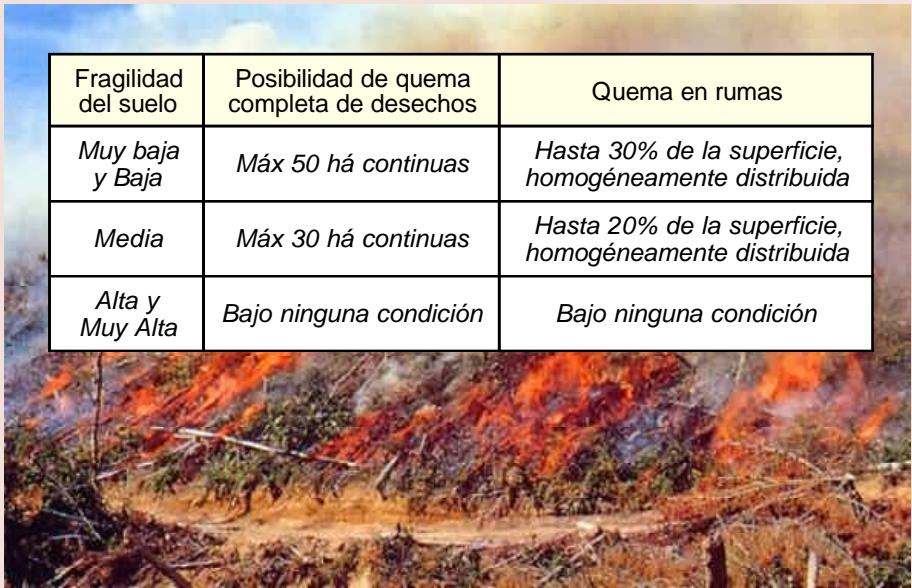 Fragilidad
del suelo
Posibilidad de quema
completa de desechos
Quema en rumas
Muy baja
y Baja
Máx 50 há continuas
Hasta 30% de la superficie,
homogéneamente distribuida
Media
Máx 30 há continuas
Hasta 20% de la superficie,
homogéneamente distribuida
Alta y
Muy Alta
Bajo ninguna condición
Bajo ninguna condición